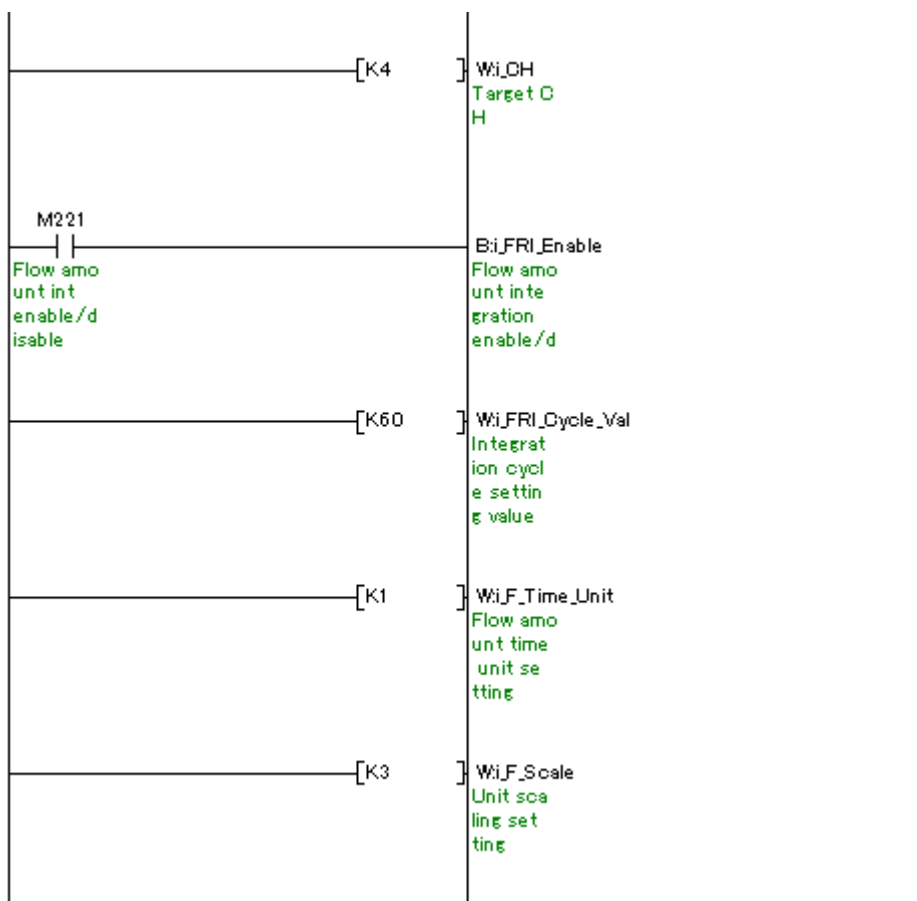 [K4 ] W:i_CH
Target C
H
M221
B:i_FRI_Enable
Flow amo
unt int
enable/d
isable
Flow amo
unt inte
gration
enable/d
[K60 ] W:i_FRI_Cycle_Val
Integrat
ion cycl
e settin
g value
[K1 ] W:i_F_Time_Unit
Flow amo
unt time
unit se
tting
[K3 ] W:i_F_Scale
Unit sca
ling set
ting